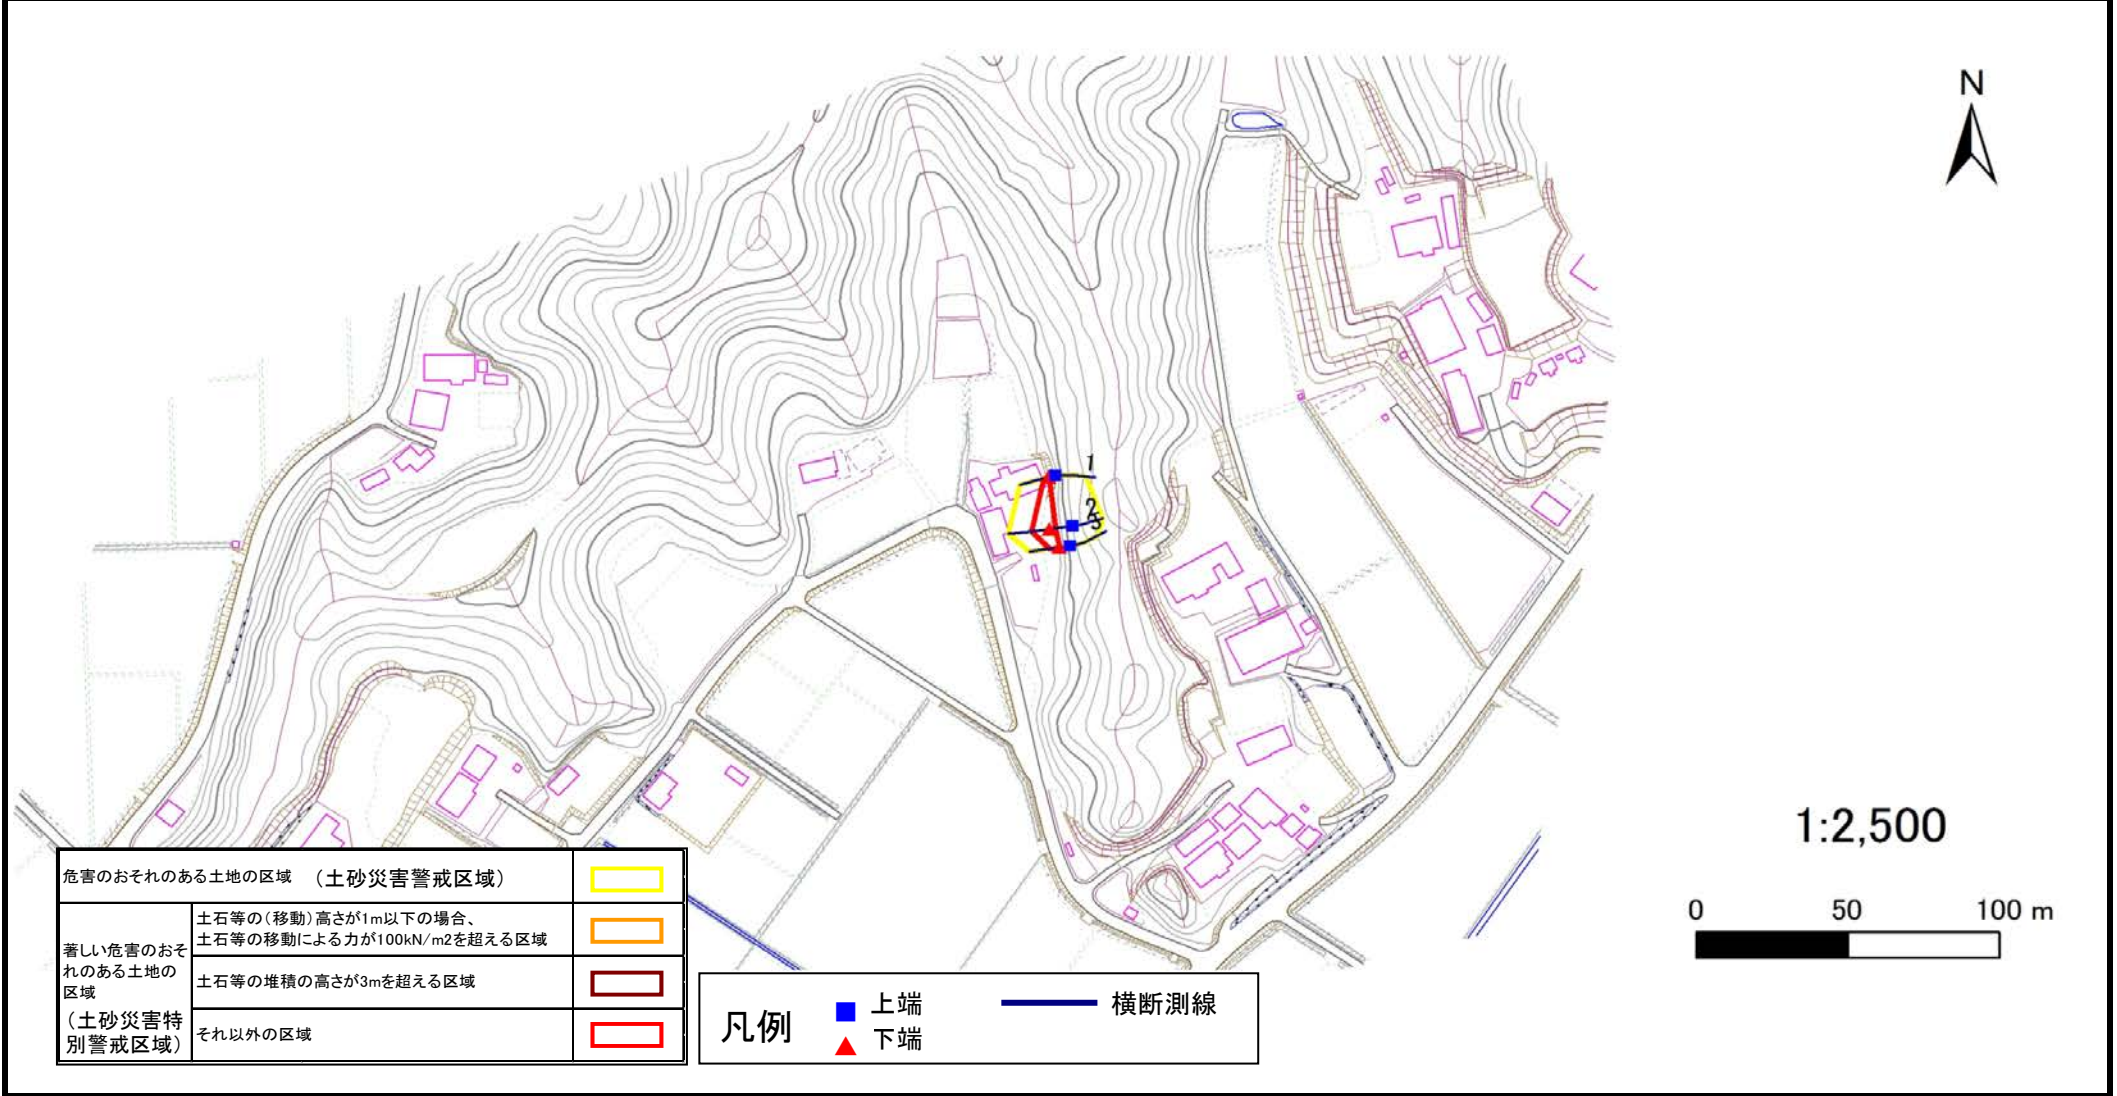 N
1
2
3
1:2,500
0 50 100 m
危害のおそれのある土地の区域 (土砂災害警戒区域)
著しい危害のおそ
れのある土地の
区域
(土砂災害特
別警戒区域)
土石等の(移動)高さが1m以下の場合、
土石等の移動による力が100kN/m2を超える区域
土石等の堆積の高さが3mを超える区域
それ以外の区域
凡例
上端
下端
横断測線